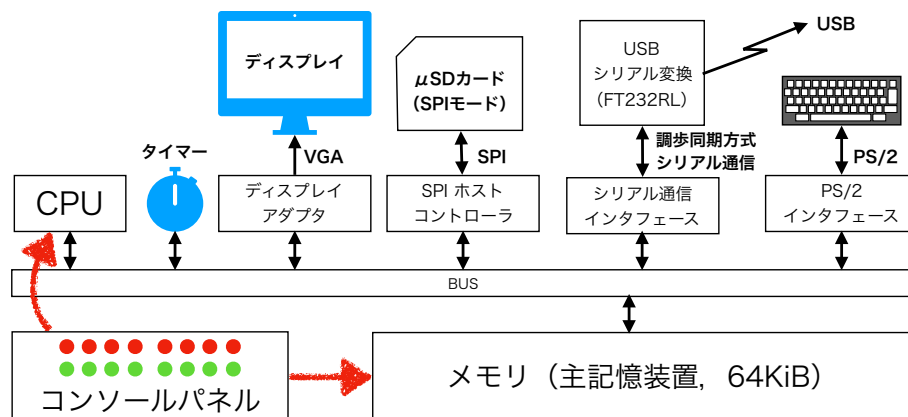 ディスプレイ
μSDカード
(SPIモード)
USB
シリアル変換
(FT232RL)
USB
タイマー
VGA
SPI
調歩同期方式
シリアル通信
PS/2
CPU
ディスプレイ
アダプタ
SPI ホスト
コントローラ
シリアル通信
インタフェース
PS/2
インタフェース
BUS
コンソールパネル
メモリ（主記憶装置，64KiB）